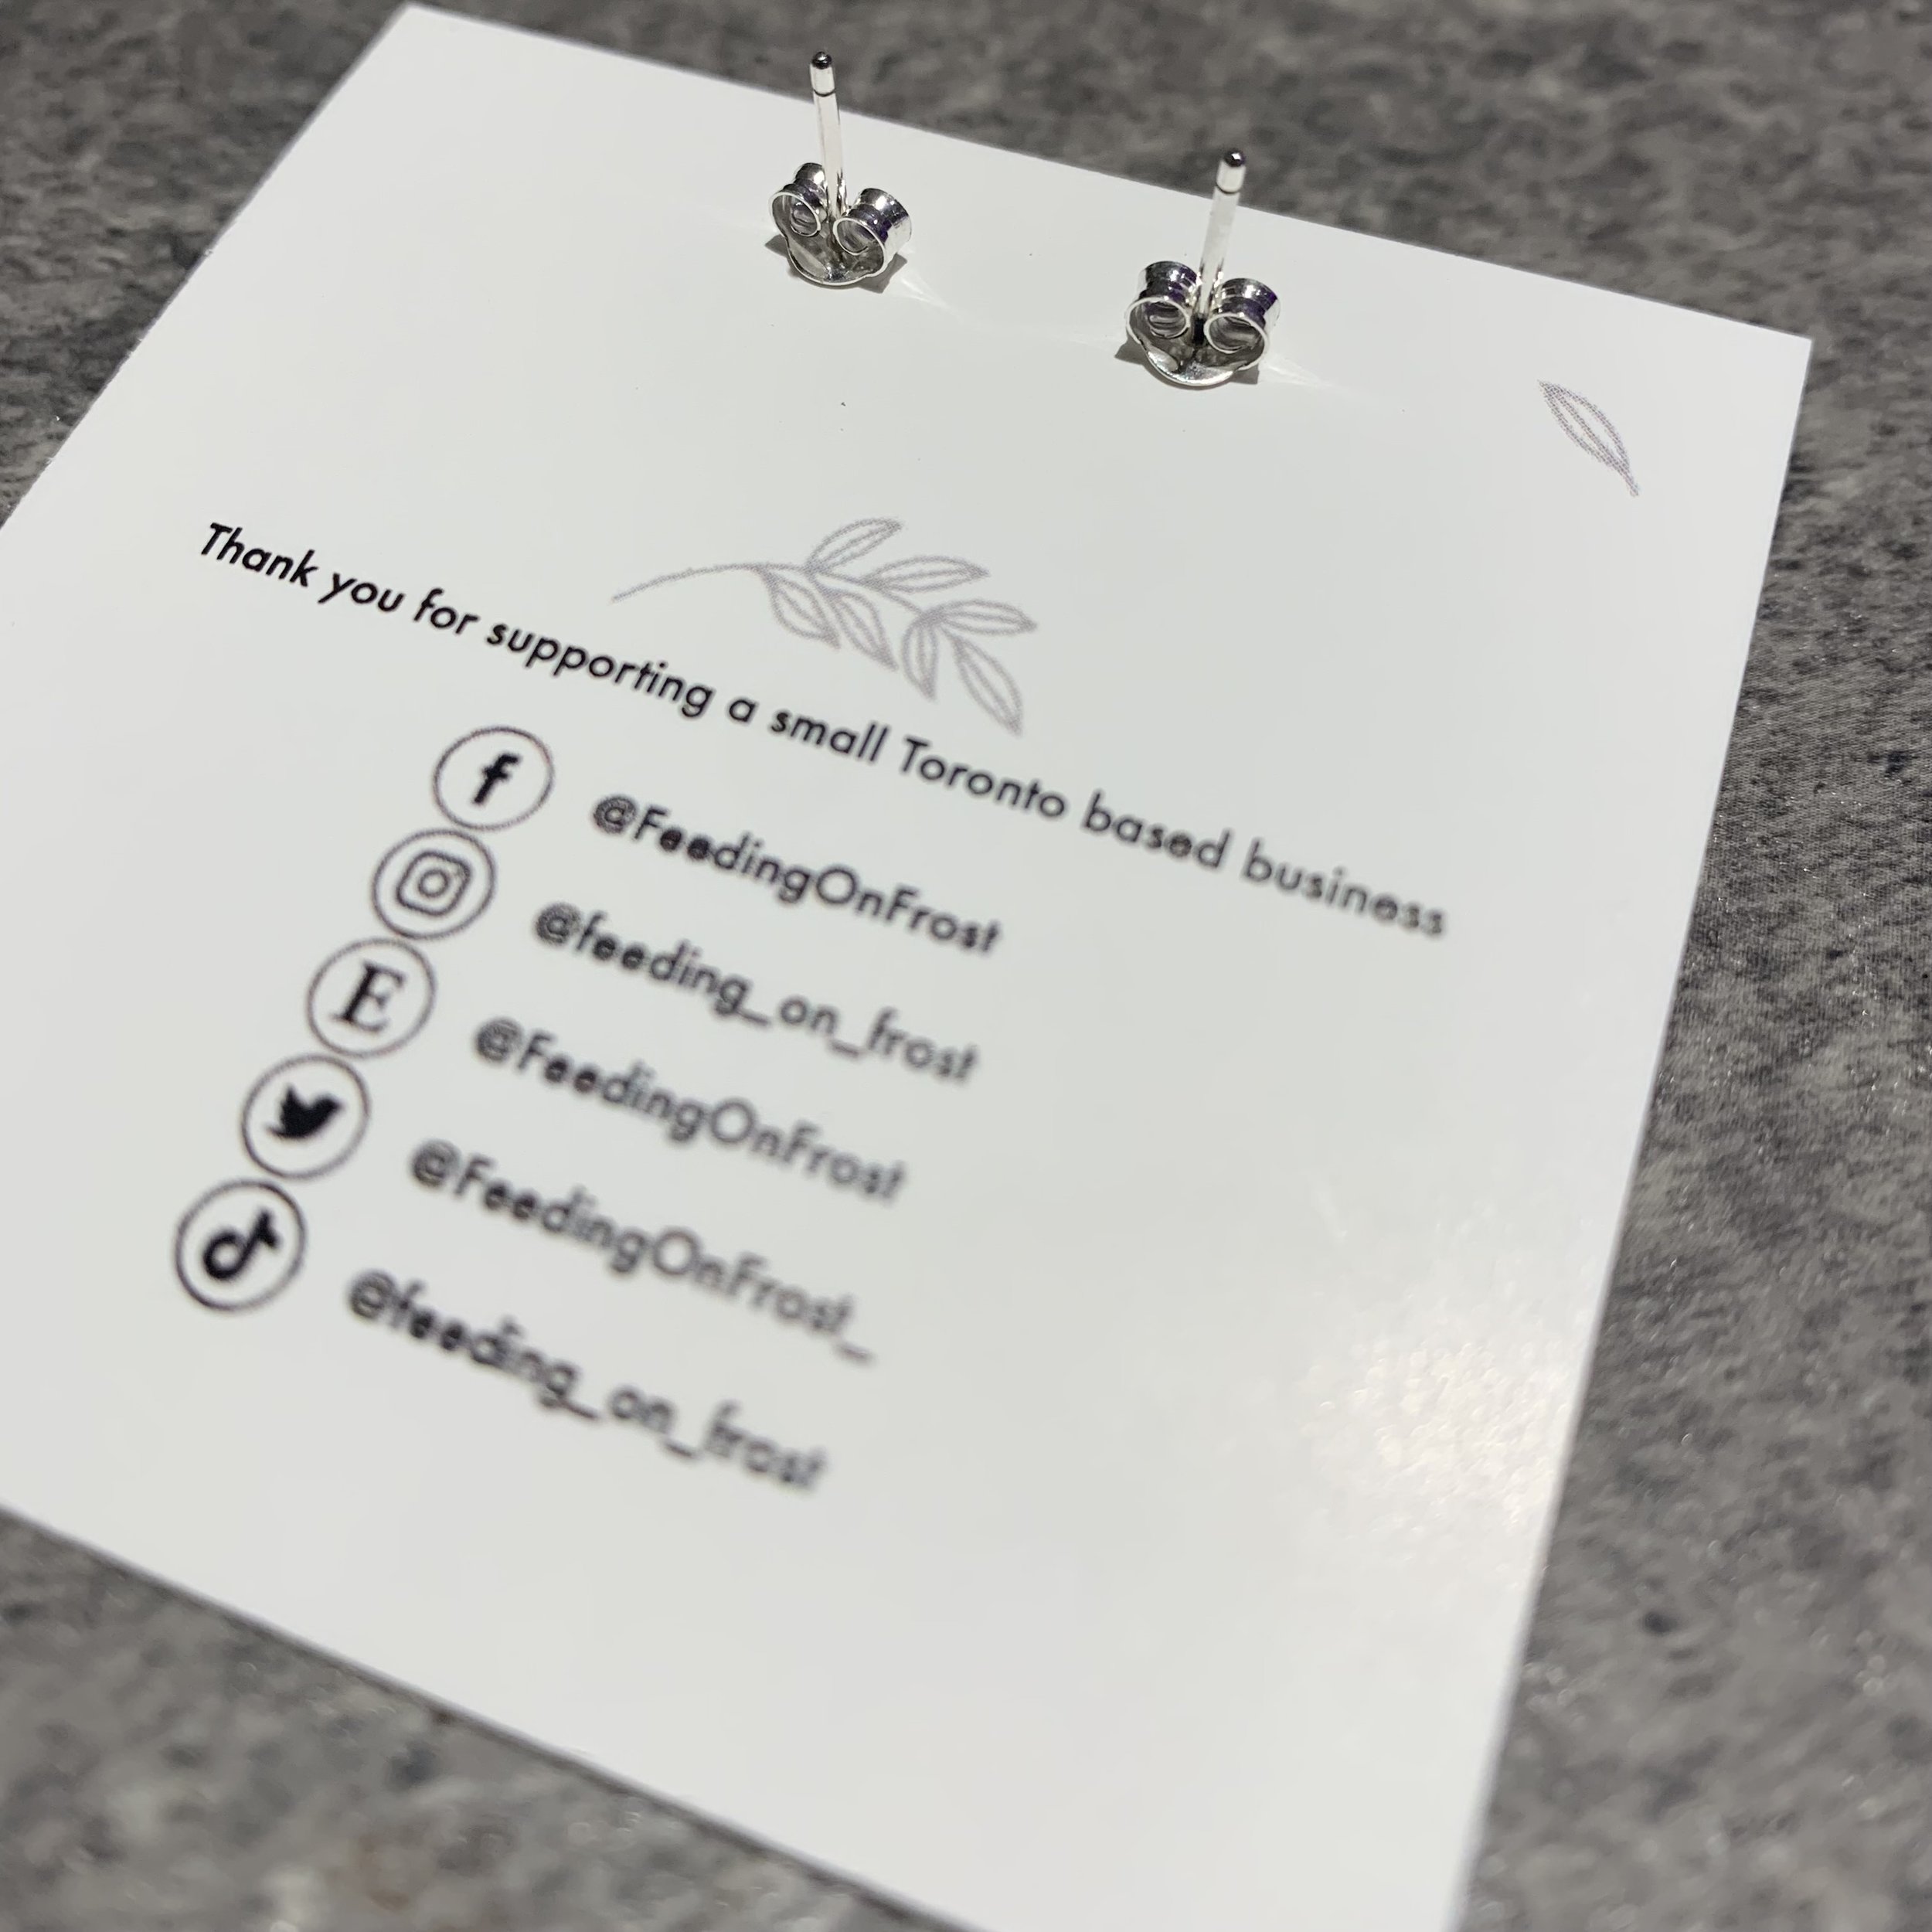 Thank you for supporting a small Toronto based business
@FeedingOnFrost
@feeding_on_frost
E
@FeedingOnFrost
@FeedingOnFrost_
@feeding_on_frost